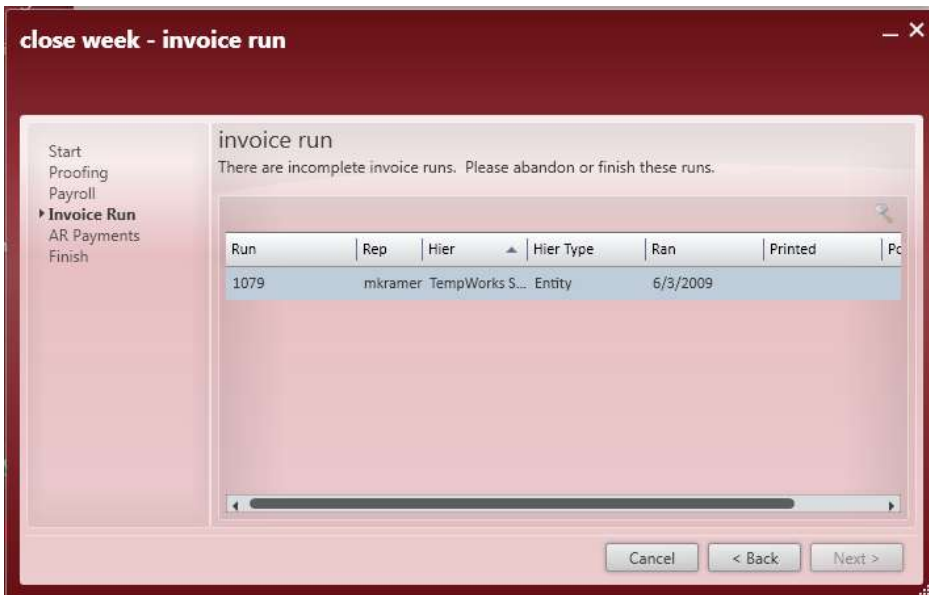 close week - invoice run
Start
Proofing
Payroll
Invoice Run
AR Payments
Finish
invoice run
There are incomplete invoice runs. Please abandon or finish these runs.
Run Rep Hier Hier Type Ran Printed Po
1079 mkramer TempWorks S... Entity 6/3/2009
Cancel < Back Next >